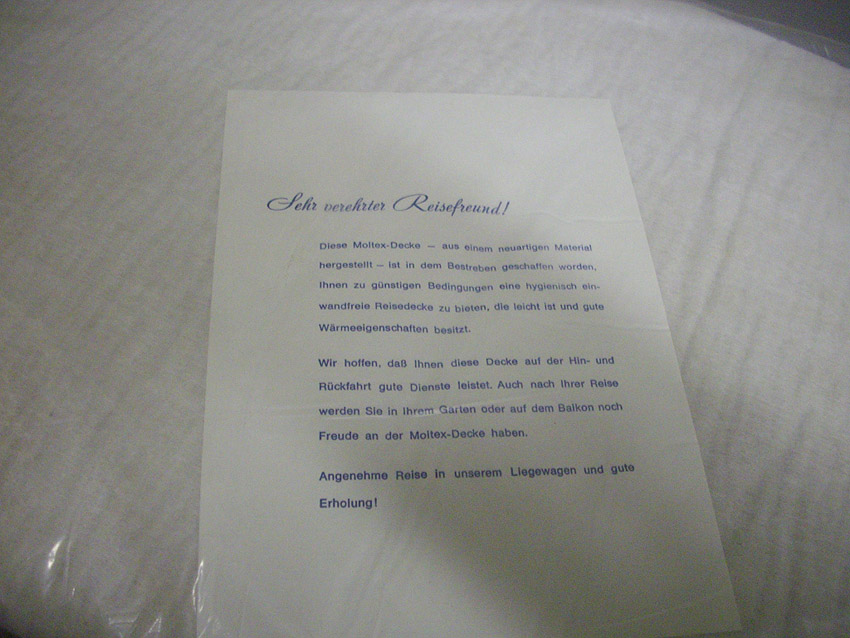 Sehr verehrter Reisefreund!
Diese Moltex-Decke — aus einem neuartigen Material
hergestellt — ist in dem Bestreben geschaffen worden,
Ihnen zu günstigen Bedingungen eine hygienisch ein-
wandfreie Reisedecke zu bieten, die leicht ist und gute
Wärmeeigenschaften besitzt.
Wir hoffen, daß Ihnen diese Decke auf der Hin- und
Rückfahrt gute Dienste leistet. Auch nach Ihrer Reise
werden Sie in Ihrem Garten oder auf dem Balkon noch
Freude an der Moltex-Decke haben.
Angenehme Reise in unserem Liegewagen und gute
Erholung!